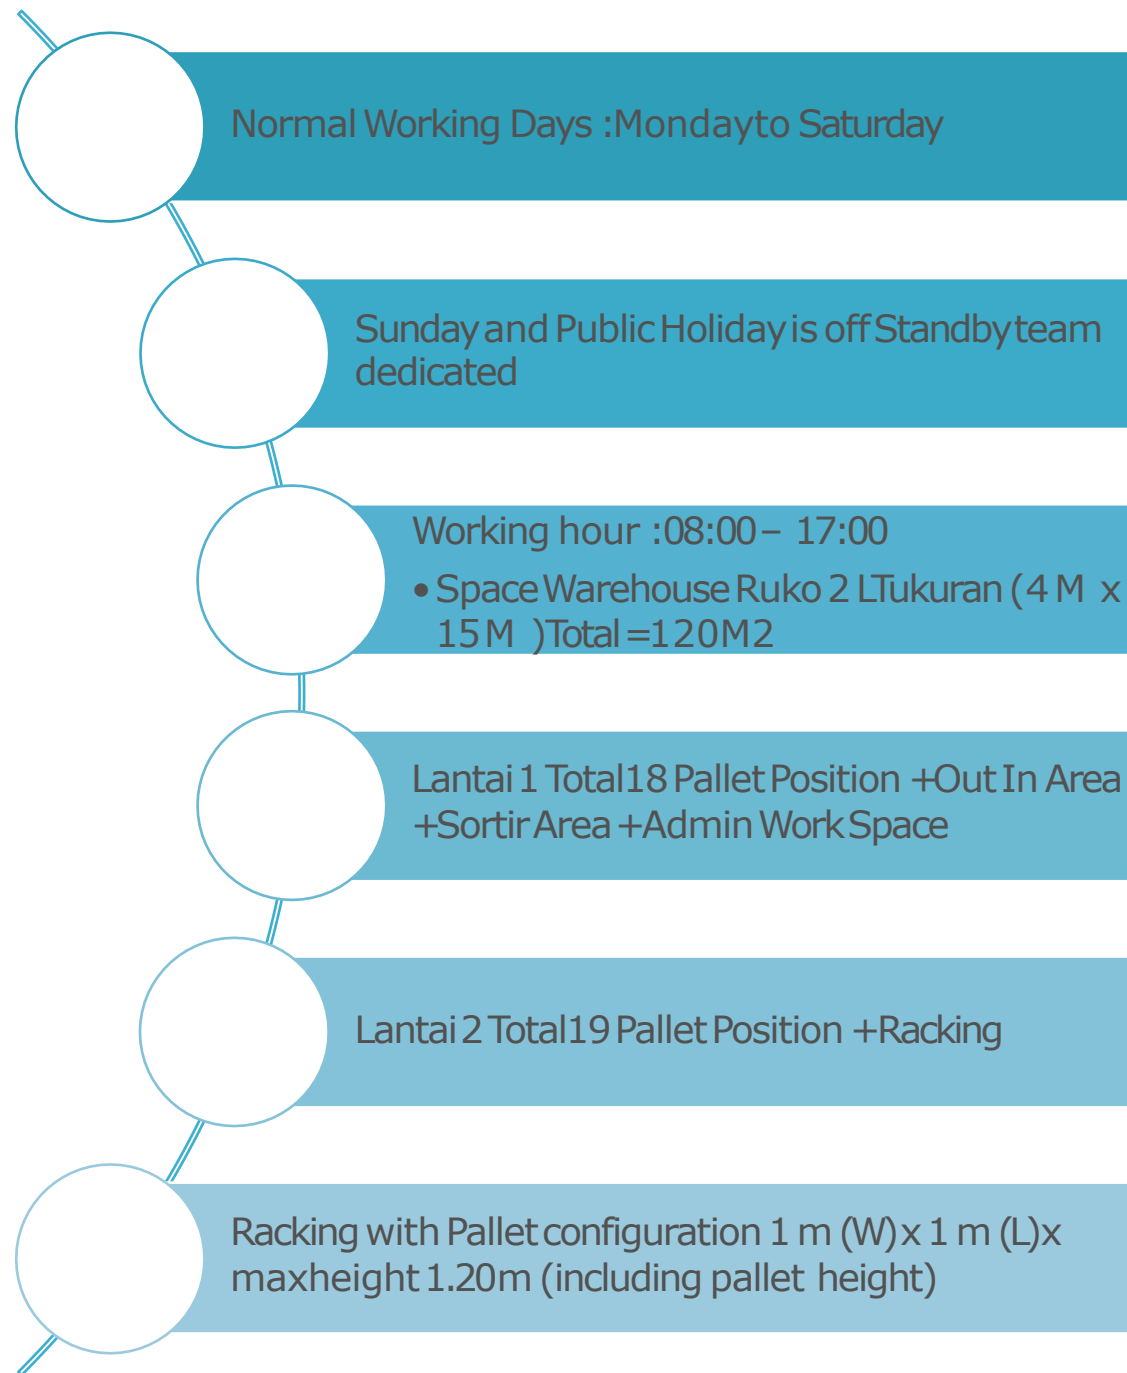 Normal Working Days :Monday to Saturday
Sunday and Public Holiday is off Standby team
dedicated
Working hour :08:00 – 17:00
• Space Warehouse Ruko 2 LTukuran (4 M x
15 M )Total =120M2
Lantai 1 Total18 Pallet Position +Out In Area
+Sortir Area +Admin Work Space
Lantai 2 Total19 Pallet Position +Racking
Racking with Pallet configuration 1 m (W) x 1 m (L) x
maxheight 1.20m (including pallet height)